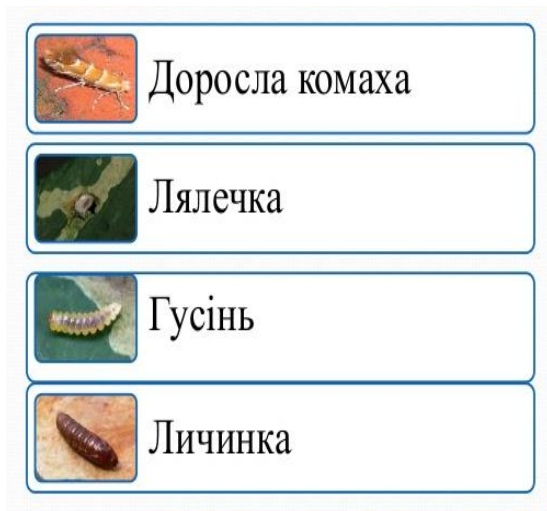 Доросла комаха
Лялечка
Гусінь
Личинка